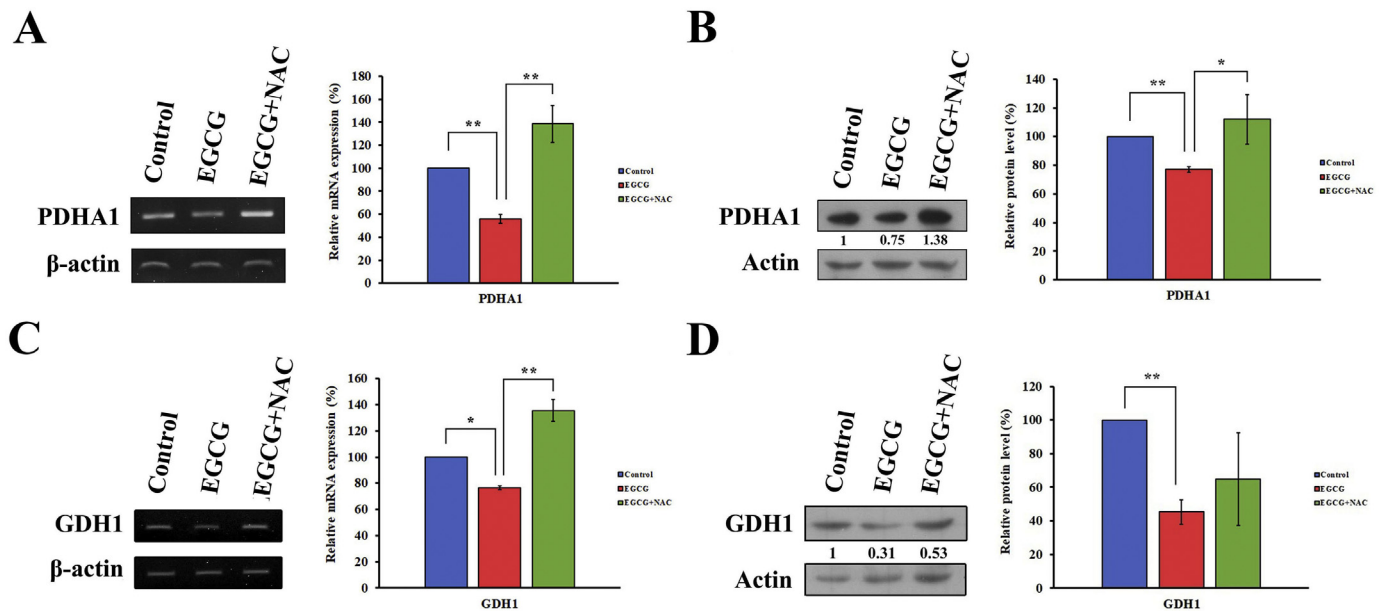 A
Control
EGCG
EGCG+NAC
PDHA1
β-actin
Relative mRNA expression (%)
180
160
140
120
100
80
60
40
20
0
**
**
PDHA1
Control
EGCG
EGCG+NAC
B
Control
EGCG
EGCG+NAC
PDHA1
1 0.75 1.38
Actin
Relative protein level (%)
140
120
100
80
60
40
20
0
**
*
PDHA1
Control
EGCG
EGCG+NAC
C
Control
EGCG
EGCG+NAC
GDH1
β-actin
Relative mRNA expression (%)
160
140
120
100
80
60
40
20
0
*
**
GDH1
Control
EGCG
EGCG+NAC
D
Control
EGCG
EGCG+NAC
GDH1
1 0.31 0.53
Actin
Relative protein level (%)
120
100
80
60
40
20
0
**
GDH1
Control
EGCG
EGCG+NAC